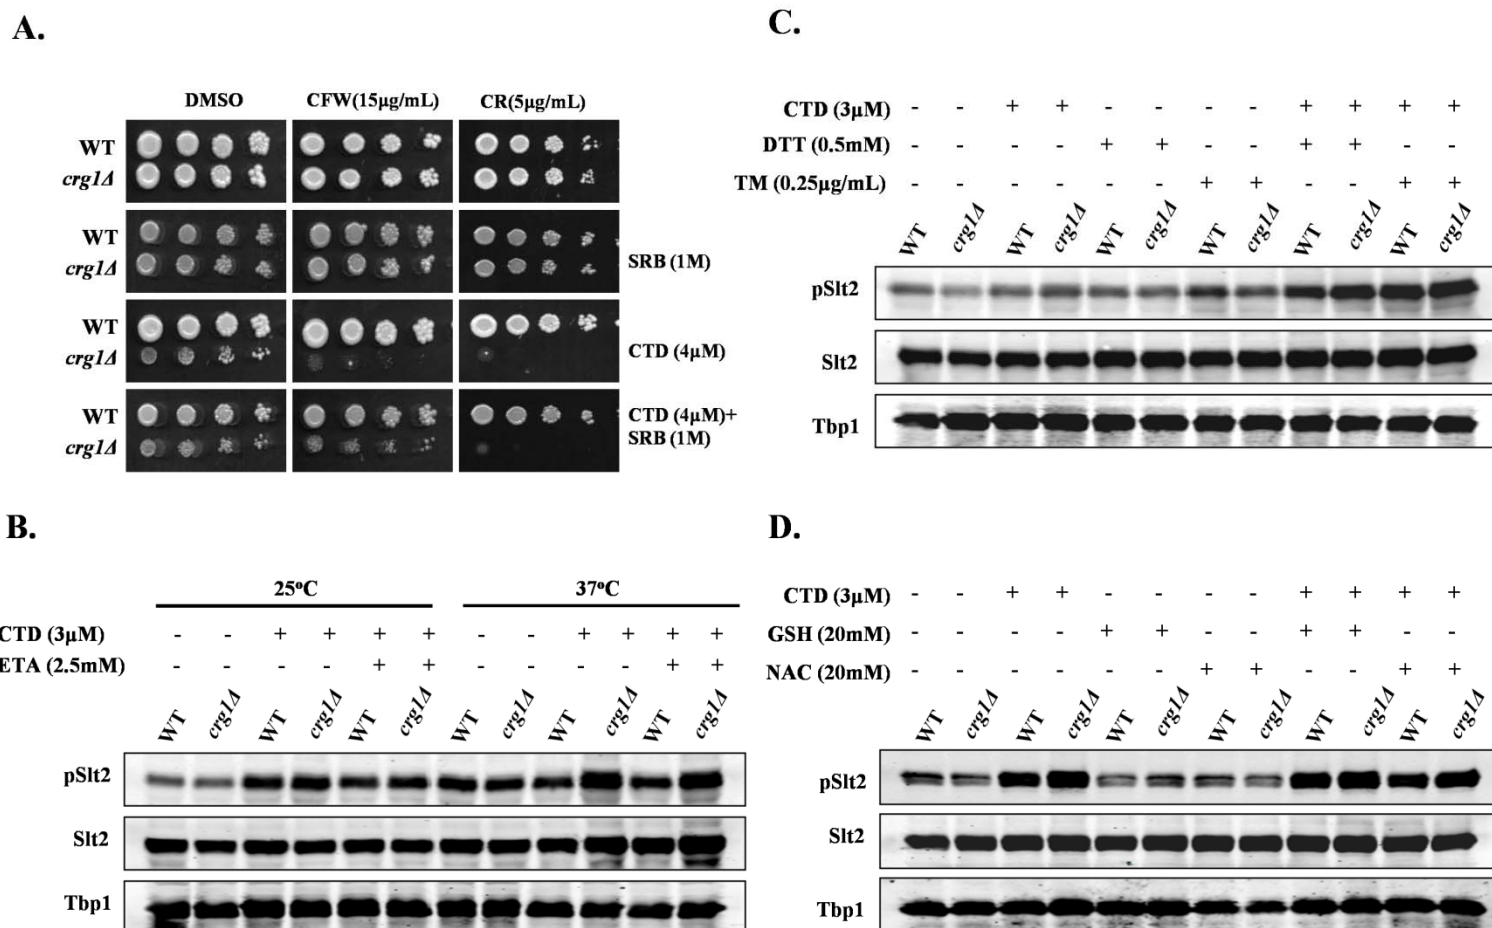 A.
DMSO CFW(15µg/mL) CR(5µg/mL)
WT
crg1Δ
WT
crg1Δ
SRB (1M)
WT
crg1Δ
CTD (4µM)
WT
crg1Δ
CTD (4µM)+
SRB (1M)
B.
25°C 37°C
CTD (3µM) - - + + + + - - + + + +
ETA (2.5mM) - - - - + + - - - - + +
WT crg1Δ WT crg1Δ WT crg1Δ WT crg1Δ WT crg1Δ WT crg1Δ
pSlt2
Slt2
Tbp1
C.
CTD (3µM) - - + + - - - - + + + +
DTT (0.5mM) - - - - + + - - + + - -
TM (0.25µg/mL) - - - - - - + + - - + +
WT crg1Δ WT crg1Δ WT crg1Δ WT crg1Δ WT crg1Δ WT crg1Δ
pSlt2
Slt2
Tbp1
D.
CTD (3µM) - - + + - - - - + + + +
GSH (20mM) - - - - + + - - + + - -
NAC (20mM) - - - - - - + + - - + +
WT crg1Δ WT crg1Δ WT crg1Δ WT crg1Δ WT crg1Δ WT crg1Δ
pSlt2
Slt2
Tbp1